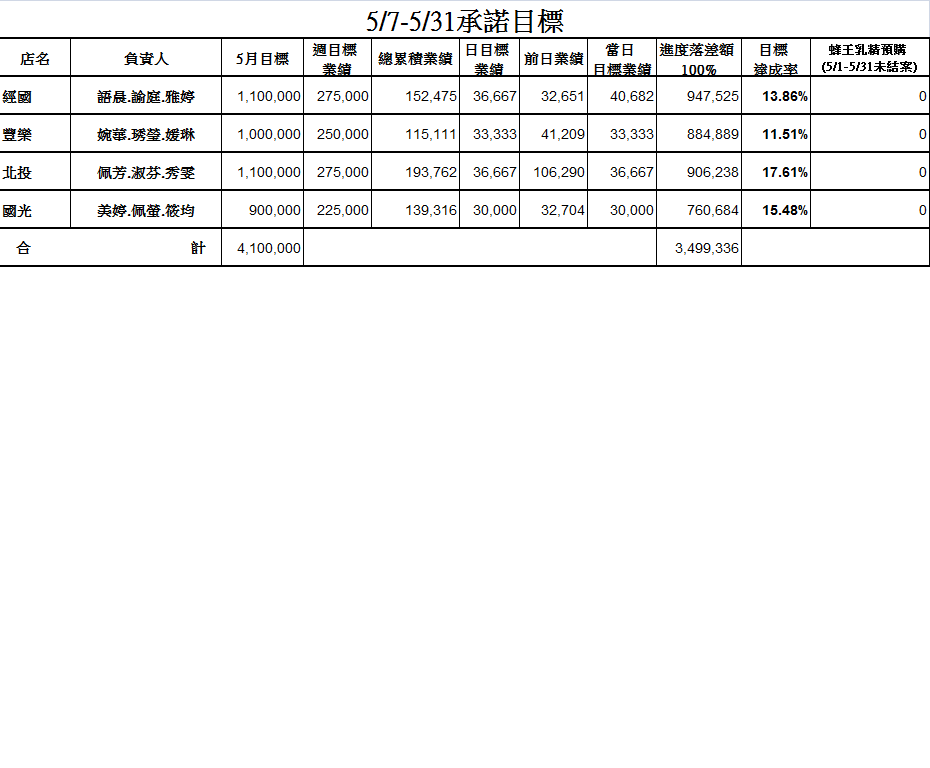 5/7-5/31承諾目標
店名 負責人 5月目標 週目標業績 總累積業績 日目標業績 前日業績 當日目標業績 進度落差額100% 目標達成率 蜂王乳精預購(5/1-5/31未結案)
經國 語晨.諭庭.雅婷 1,100,000 275,000 152,475 36,667 32,651 40,682 947,525 13.86% 0
豐樂 婉華.琇瑩.媛琳 1,000,000 250,000 115,111 33,333 41,209 33,333 884,889 11.51% 0
北投 佩芳.淑芬.秀雯 1,100,000 275,000 193,762 36,667 106,290 36,667 906,238 17.61% 0
國光 美婷.佩螢.筱均 900,000 225,000 139,316 30,000 32,704 30,000 760,684 15.48% 0
合計 4,100,000 3,499,336